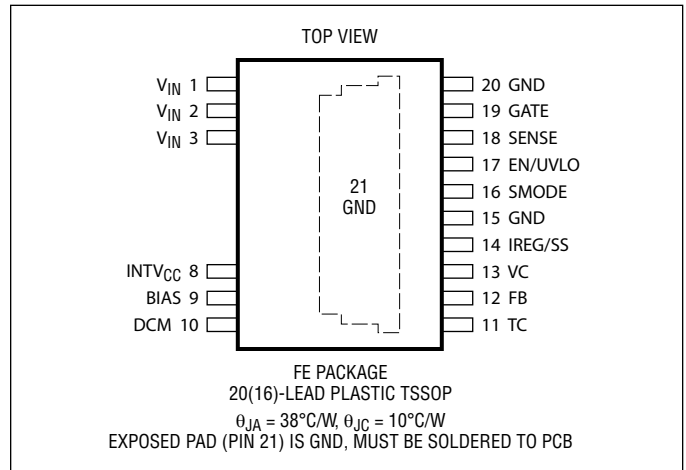 TOP VIEW
VIN 1
VIN 2
VIN 3
INTVCC 8
BIAS 9
DCM 10
21
GND
20 GND
19 GATE
18 SENSE
17 EN/UVLO
16 SMODE
15 GND
14 IREG/SS
13 VC
12 FB
11 TC
FE PACKAGE
20(16)-LEAD PLASTIC TSSOP
θJA = 38°C/W, θJC = 10°C/W
EXPOSED PAD (PIN 21) IS GND, MUST BE SOLDERED TO PCB